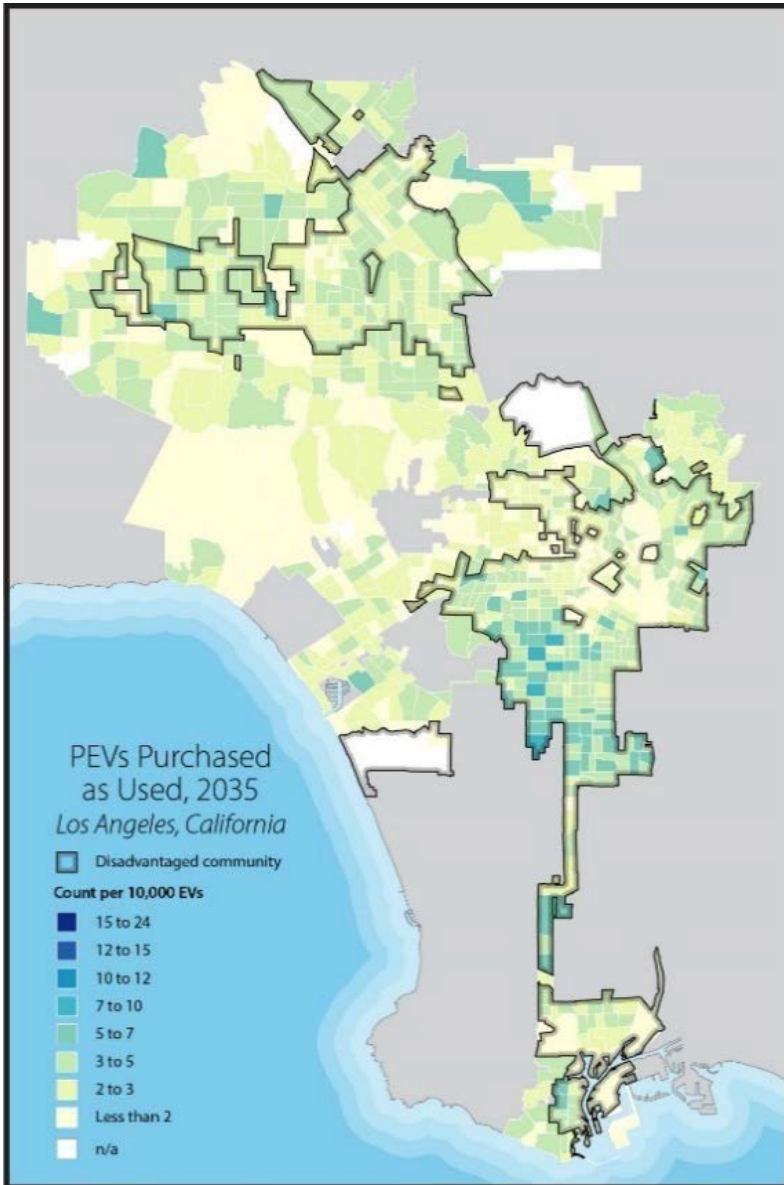 PEVs Purchased
as Used, 2035
Los Angeles, California
Disadvantaged community
Count per 10,000 EVs
15 to 24
12 to 15
10 to 12
7 to 10
5 to 7
3 to 5
2 to 3
Less than 2
n/a